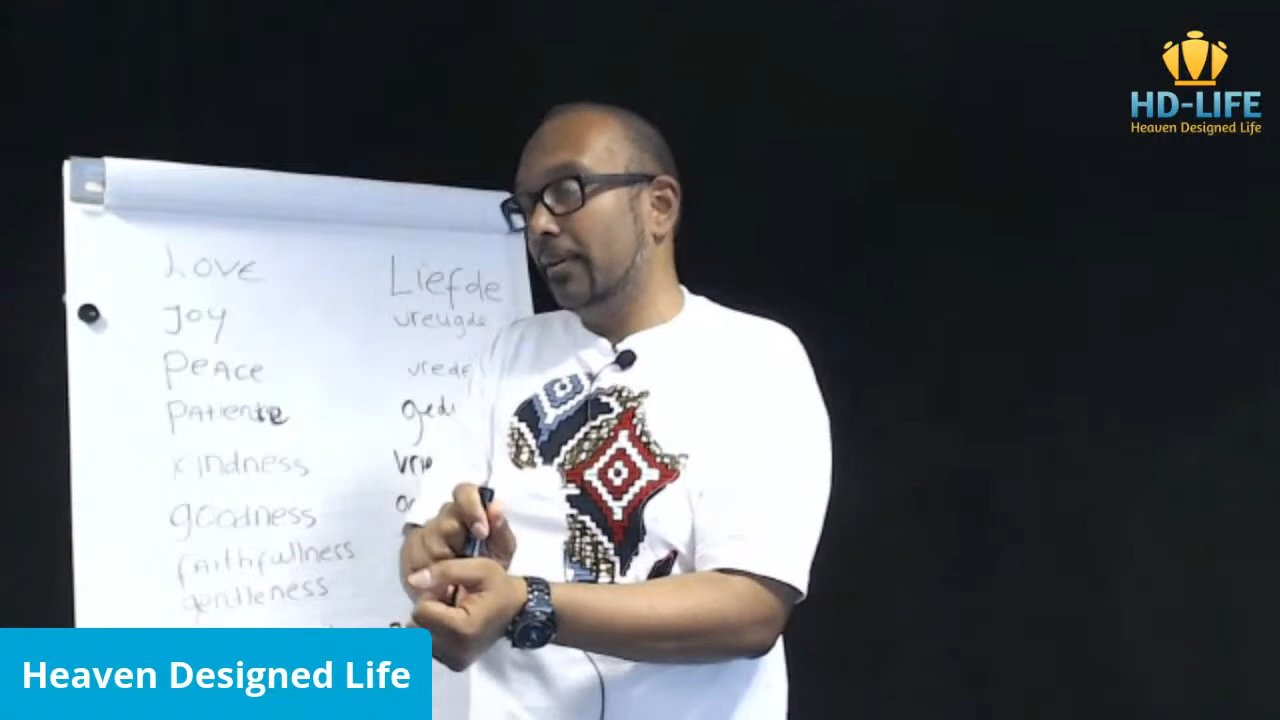 HD-LIFE
Heaven Designed Life
Love Liefde
Joy vreugde
Peace vrede
Patience
kindness
goodness
faithfullness
gentleness
Heaven Designed Life